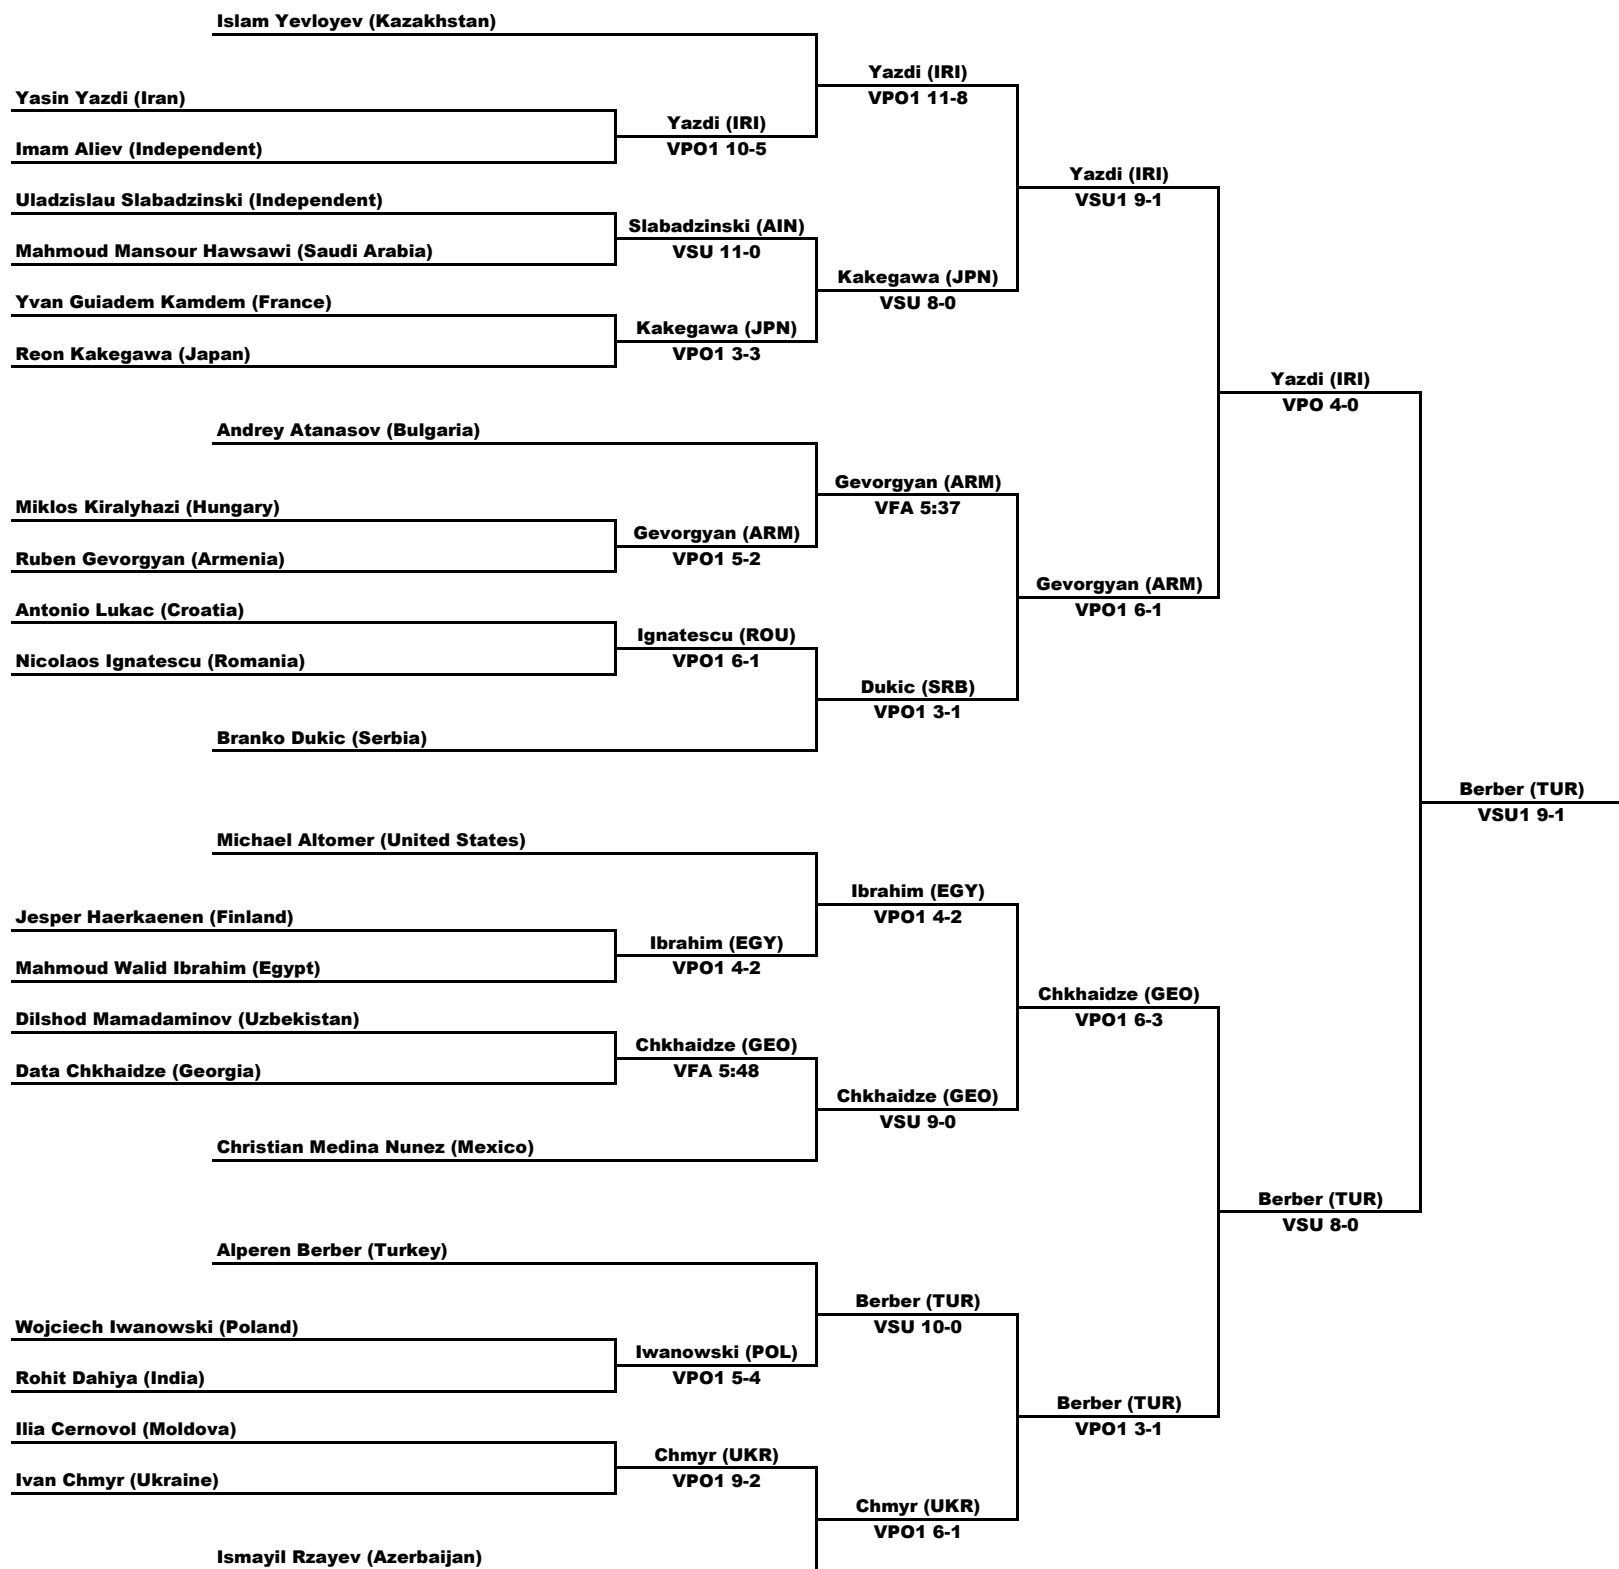 Islam Yevloyev (Kazakhstan)
Yazdi (IRI)
VPO1 11-8
Yasin Yazdi (Iran)
Yazdi (IRI)
VPO1 10-5
Imam Aliev (Independent)
Yazdi (IRI)
VSU1 9-1
Uladzislau Slabadzinski (Independent)
Slabadzinski (AIN)
VSU 11-0
Mahmoud Mansour Hawsawi (Saudi Arabia)
Kakegawa (JPN)
VSU 8-0
Yvan Guiadem Kamdem (France)
Kakegawa (JPN)
VPO1 3-3
Reon Kakegawa (Japan)
Yazdi (IRI)
VPO 4-0
Andrey Atanasov (Bulgaria)
Gevorgyan (ARM)
VFA 5:37
Miklos Kiralyhazi (Hungary)
Gevorgyan (ARM)
VPO1 5-2
Ruben Gevorgyan (Armenia)
Gevorgyan (ARM)
VPO1 6-1
Antonio Lukac (Croatia)
Ignatescu (ROU)
VPO1 6-1
Nicolaos Ignatescu (Romania)
Dukic (SRB)
VPO1 3-1
Branko Dukic (Serbia)
Berber (TUR)
VSU1 9-1
Michael Altomer (United States)
Ibrahim (EGY)
VPO1 4-2
Jesper Haerkaenen (Finland)
Ibrahim (EGY)
VPO1 4-2
Mahmoud Walid Ibrahim (Egypt)
Chkhaidze (GEO)
VPO1 6-3
Dilshod Mamadaminov (Uzbekistan)
Chkhaidze (GEO)
VFA 5:48
Data Chkhaidze (Georgia)
Chkhaidze (GEO)
VSU 9-0
Christian Medina Nunez (Mexico)
Berber (TUR)
VSU 8-0
Alperen Berber (Turkey)
Berber (TUR)
VSU 10-0
Wojciech Iwanowski (Poland)
Iwanowski (POL)
VPO1 5-4
Rohit Dahiya (India)
Berber (TUR)
VPO1 3-1
Ilia Cernovol (Moldova)
Chmyr (UKR)
VPO1 9-2
Ivan Chmyr (Ukraine)
Chmyr (UKR)
VPO1 6-1
Ismayil Rzayev (Azerbaijan)